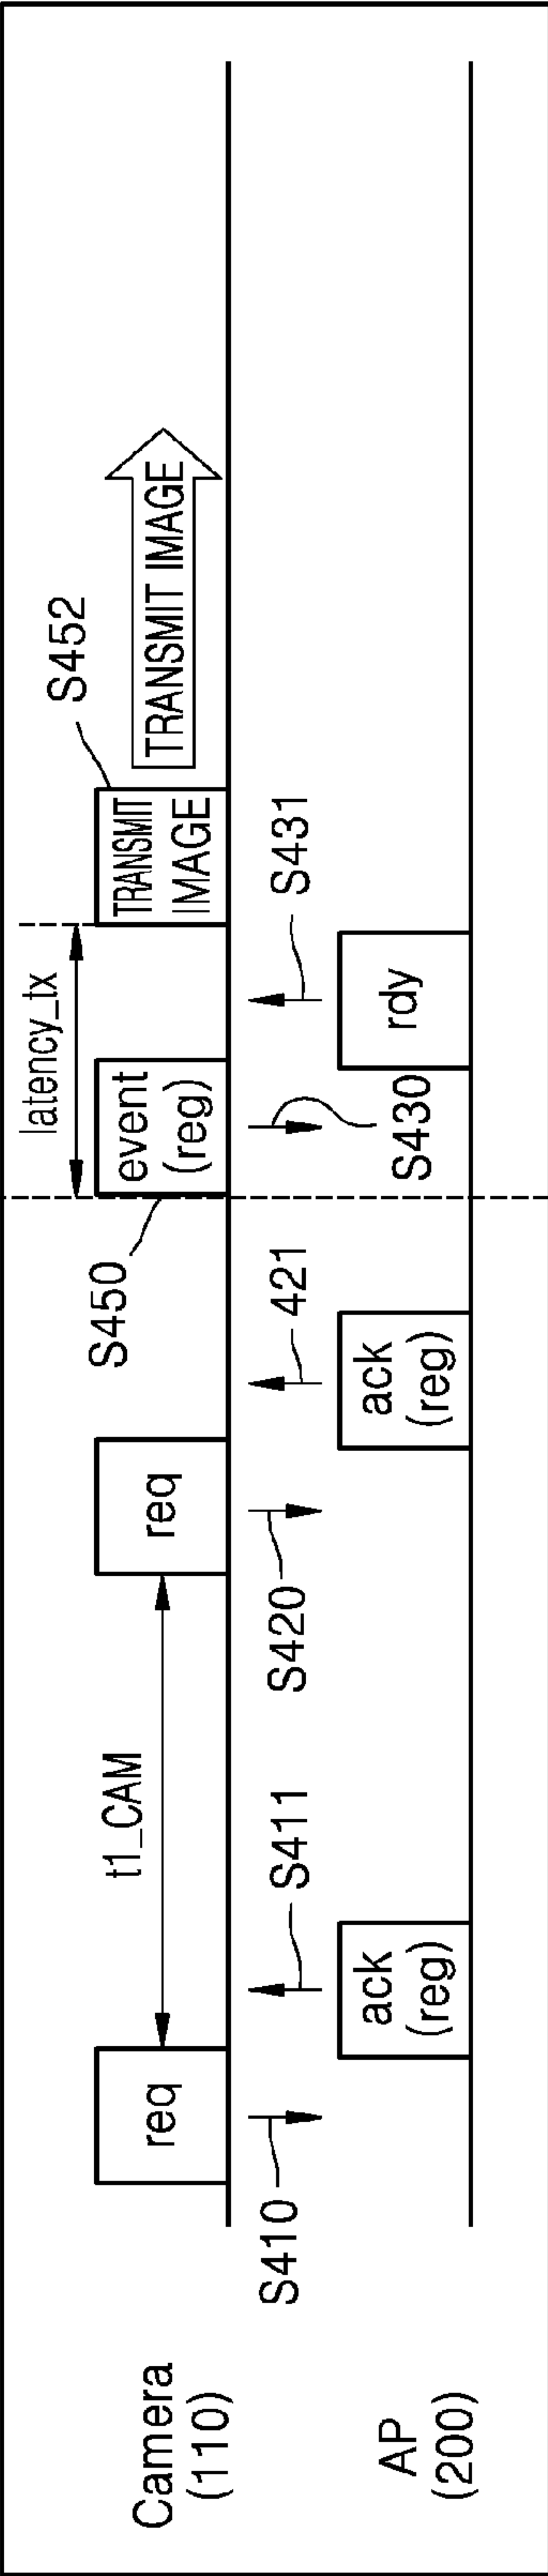 latency_tx
S452
S450
t1_CAM
Camera
(110)
req
req
event
(reg)
TRANSMIT
IMAGE
TRANSMIT IMAGE
S410
S411
S420
421
S430
S431
AP
(200)
ack
(reg)
ack
(reg)
rdy